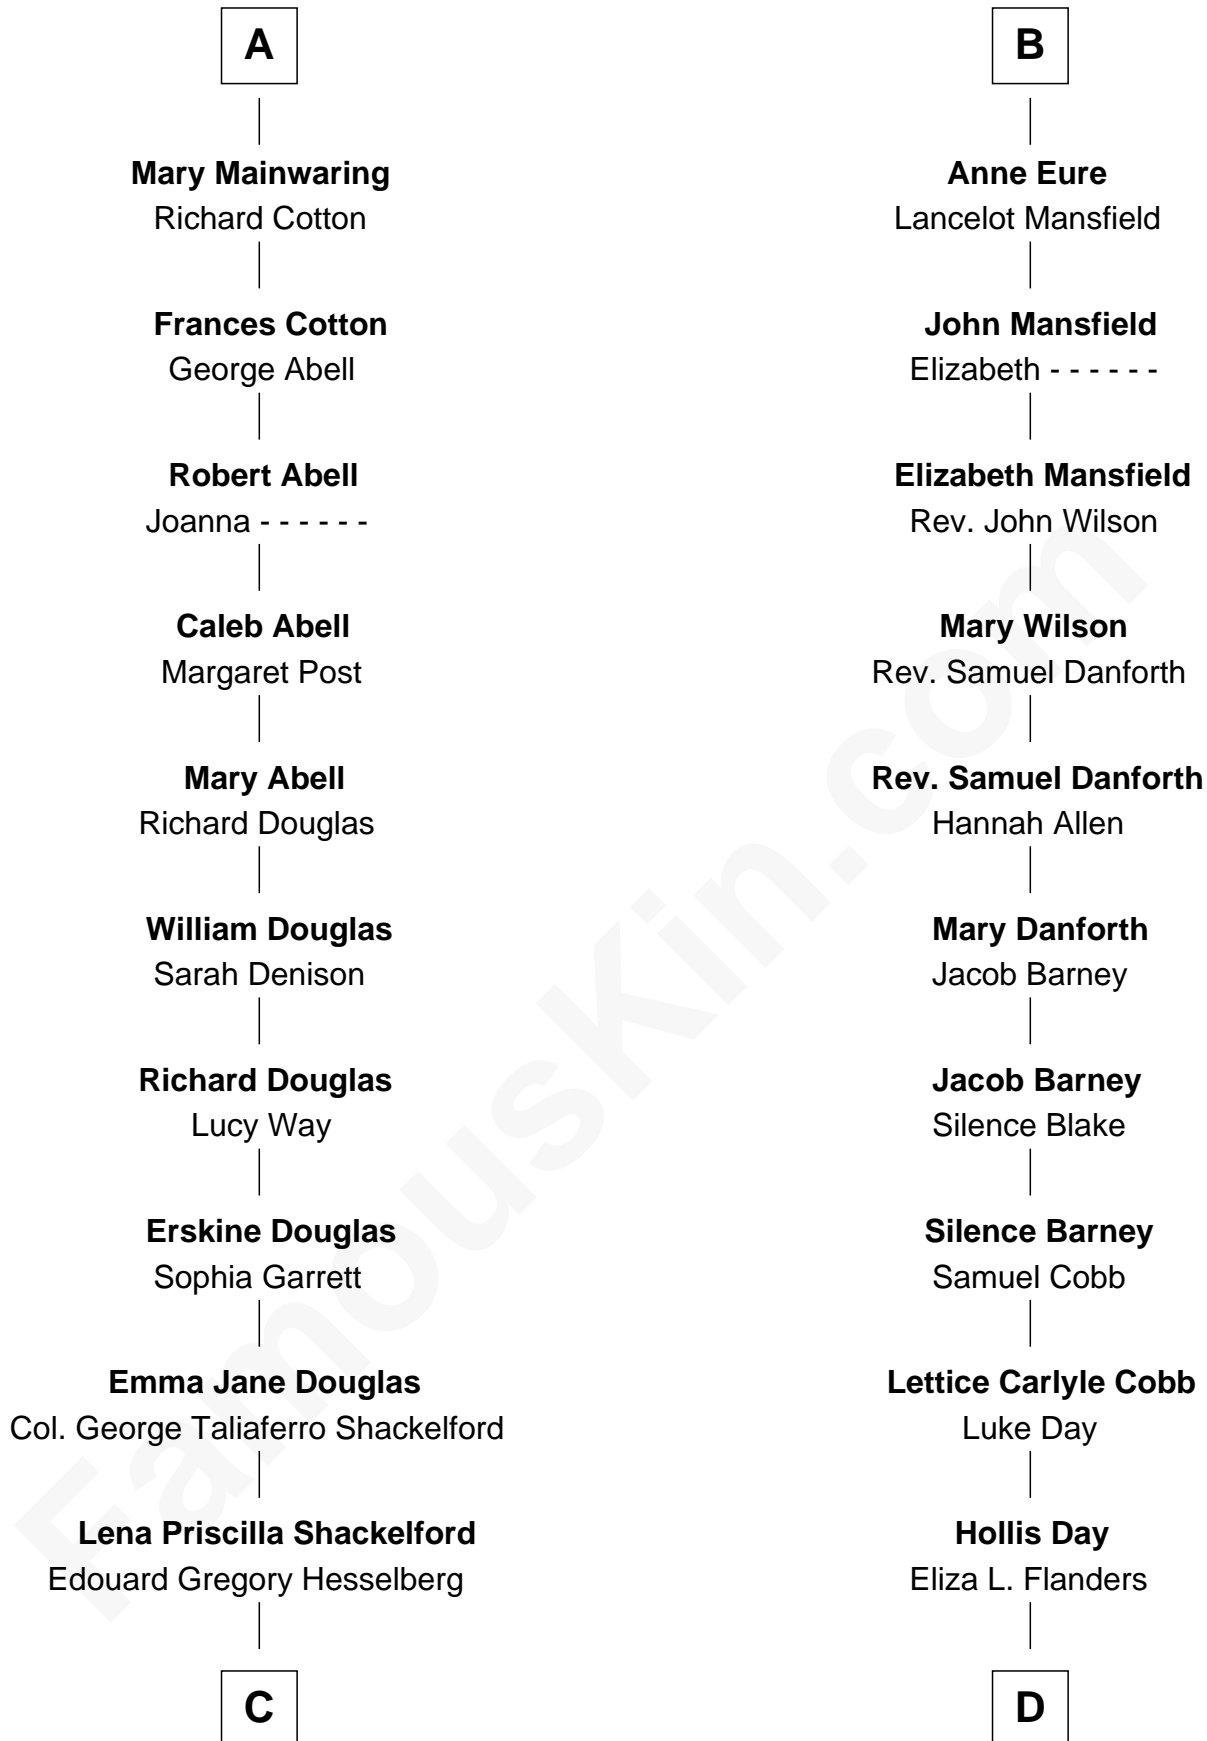 A
Mary Mainwaring
Richard Cotton
Frances Cotton
George Abell
Robert Abell
Joanna - - - - - -
Caleb Abell
Margaret Post
Mary Abell
Richard Douglas
William Douglas
Sarah Denison
Richard Douglas
Lucy Way
Erskine Douglas
Sophia Garrett
Emma Jane Douglas
Col. George Taliaferro Shackelford
Lena Priscilla Shackelford
Edouard Gregory Hesselberg
C
B
Anne Eure
Lancelot Mansfield
John Mansfield
Elizabeth - - - - - -
Elizabeth Mansfield
Rev. John Wilson
Mary Wilson
Rev. Samuel Danforth
Rev. Samuel Danforth
Hannah Allen
Mary Danforth
Jacob Barney
Jacob Barney
Silence Blake
Silence Barney
Samuel Cobb
Lettice Carlyle Cobb
Luke Day
Hollis Day
Eliza L. Flanders
D
FamousKin.com